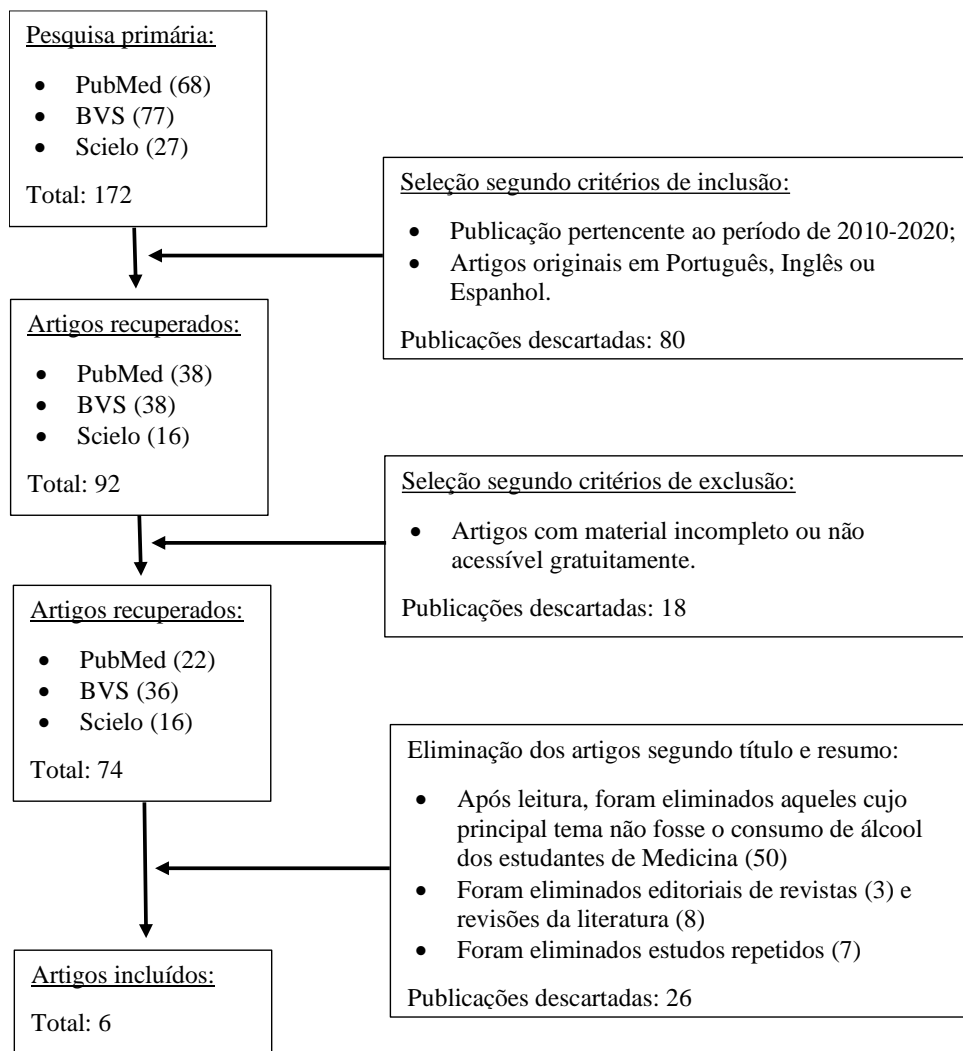 Pesquisa primária:
• PubMed (68)
• BVS (77)
• Scielo (27)
Total: 172
Seleção segundo critérios de inclusão:
• Publicação pertencente ao período de 2010-2020;
• Artigos originais em Português, Inglês ou
Espanhol.
Publicações descartadas: 80
Artigos recuperados:
• PubMed (38)
• BVS (38)
• Scielo (16)
Total: 92
Seleção segundo critérios de exclusão:
• Artigos com material incompleto ou não
acessível gratuitamente.
Publicações descartadas: 18
Artigos recuperados:
• PubMed (22)
• BVS (36)
• Scielo (16)
Total: 74
Eliminação dos artigos segundo título e resumo:
• Após leitura, foram eliminados aqueles cujo
principal tema não fosse o consumo de álcool
dos estudantes de Medicina (50)
• Foram eliminados editoriais de revistas (3) e
revisões da literatura (8)
• Foram eliminados estudos repetidos (7)
Publicações descartadas: 26
Artigos incluídos:
Total: 6